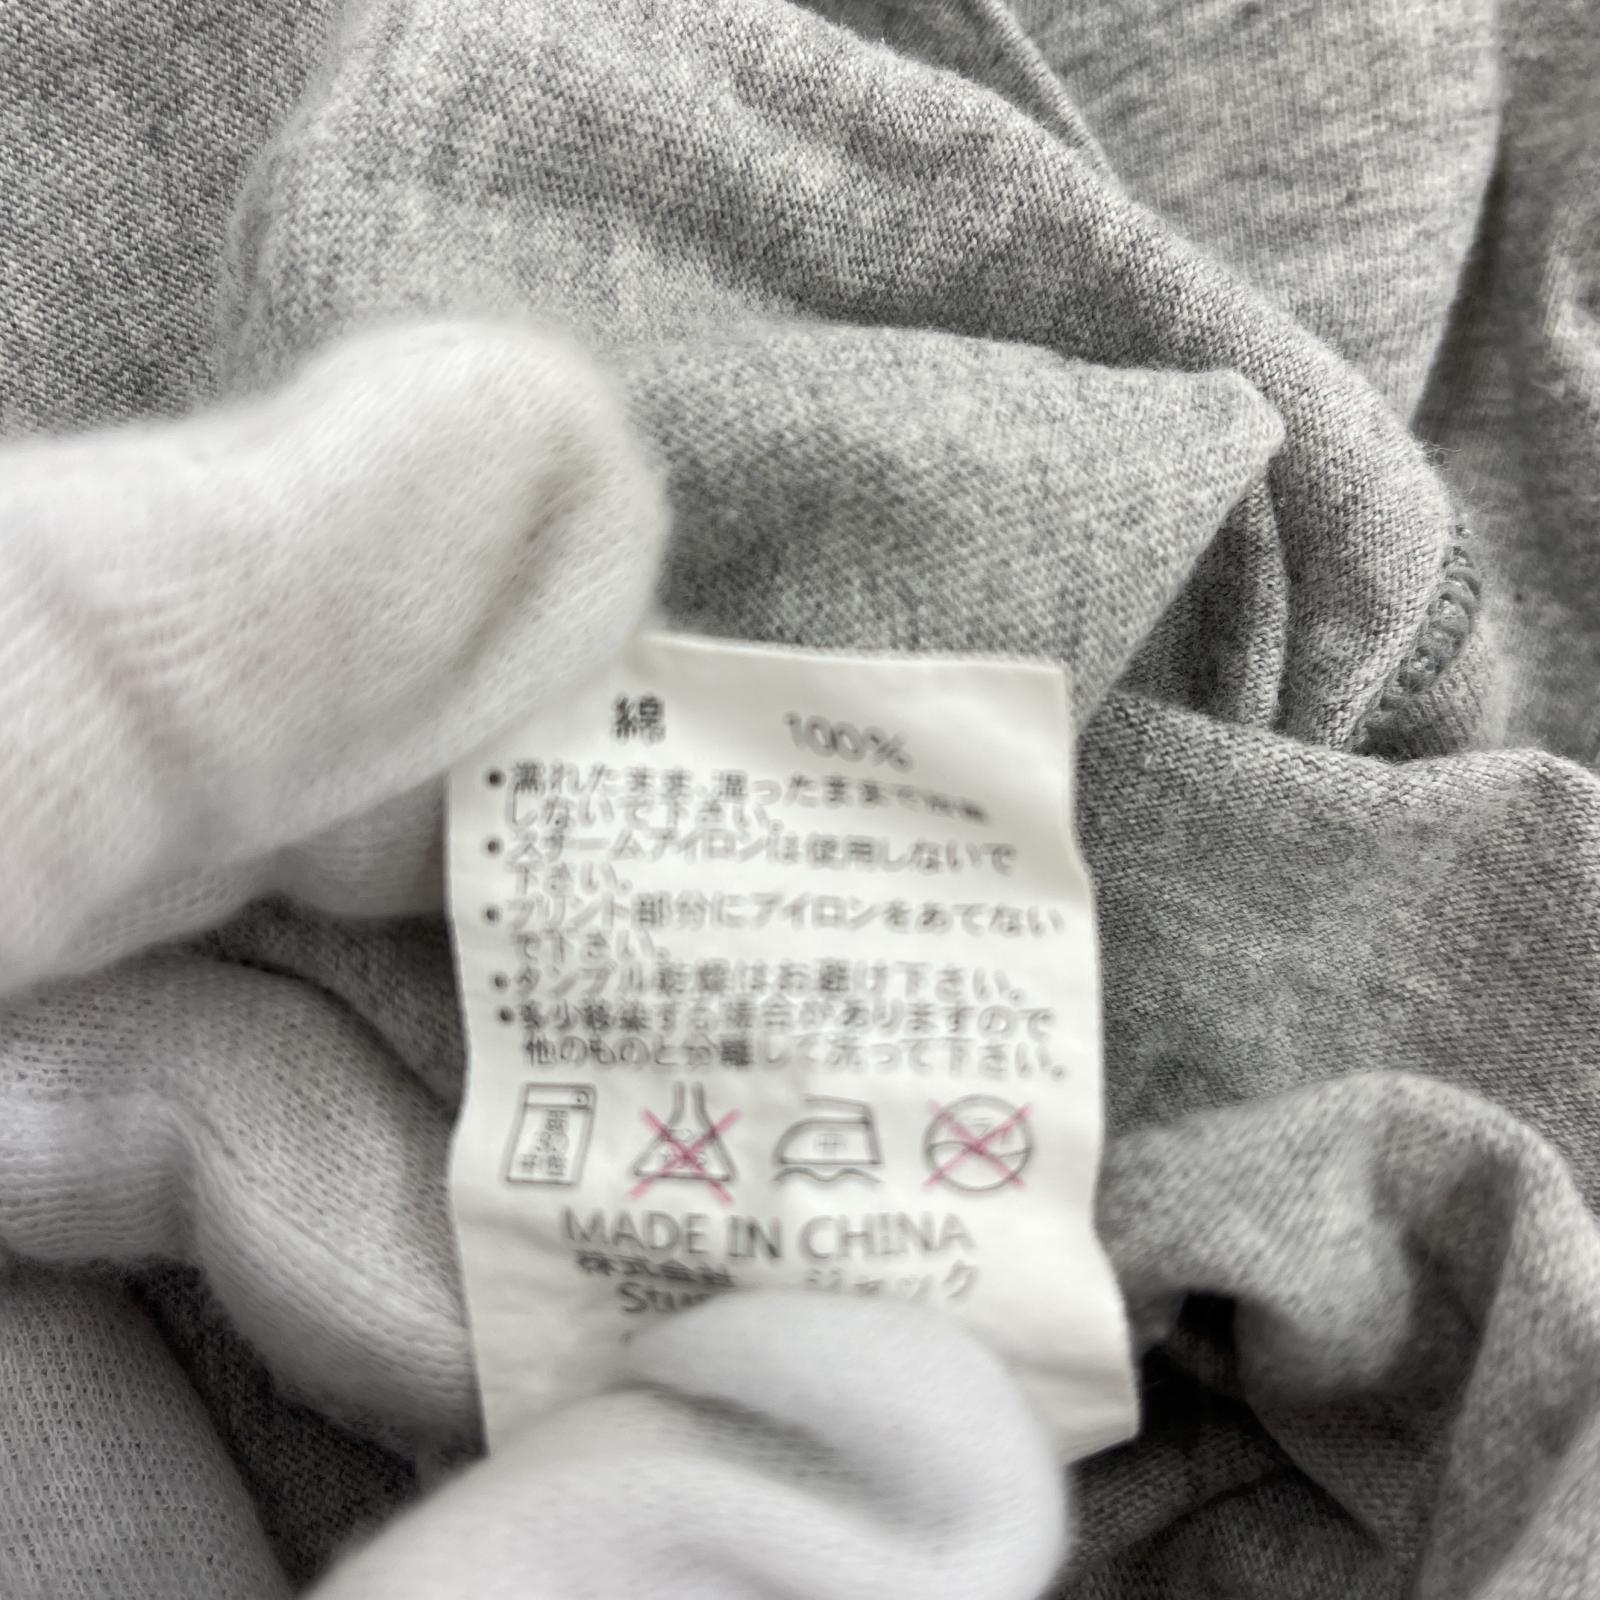 綿 100%
•濡れたまま、湿ったままで
しないで下さい。
•スチームアイロンは使用しないで
下さい。
•プリント部分にアイロンをあてない
で下さい。
•タンブル乾燥はお避け下さい。
•多少移染する場合がありますので
他のものと分離して洗って下さい。
中
MADE IN CHINA
株式会社 ジャック